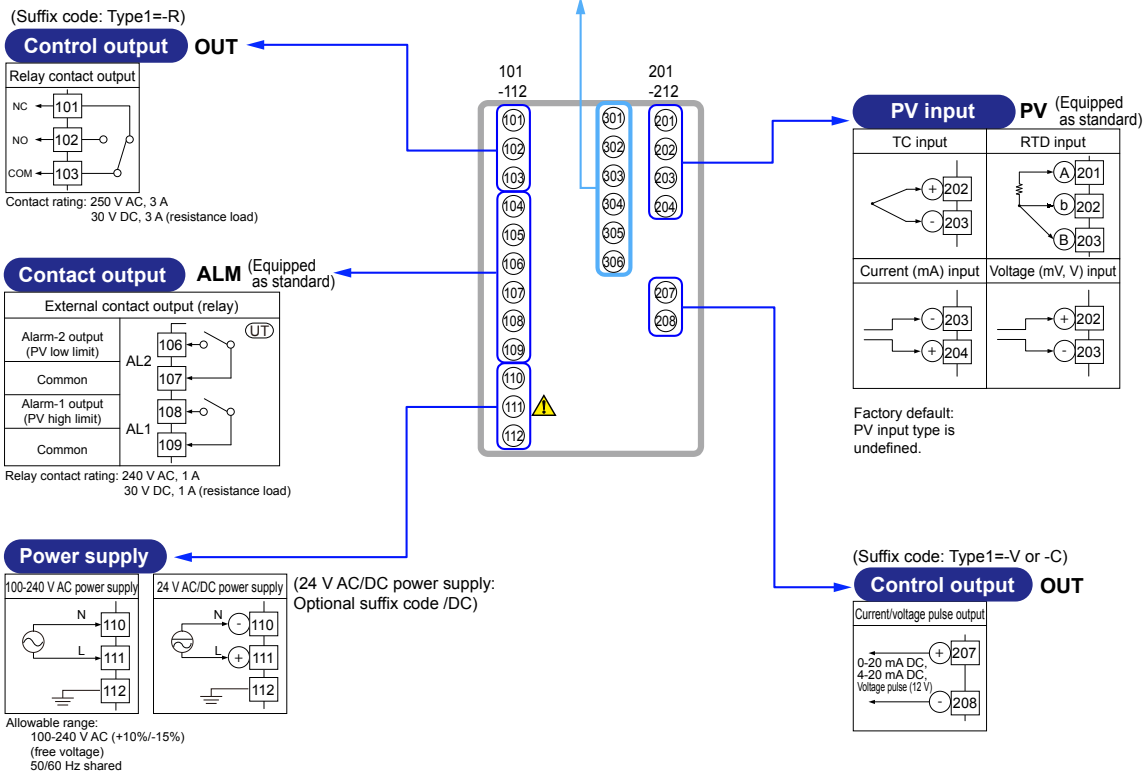 (Suffix code: Type1=-R)
Control output OUT
Relay contact output
NC 101
NO 102
COM 103
Contact rating: 250 V AC, 3 A
30 V DC, 3 A (resistance load)
Contact output ALM (Equipped as standard)
External contact output (relay)
UT
Alarm-2 output
(PV low limit)
Common
AL2
106
107
Alarm-1 output
(PV high limit)
Common
AL1
108
109
Relay contact rating: 240 V AC, 1 A
30 V DC, 1 A (resistance load)
Power supply
100-240 V AC power supply
N 110
L 111
112
24 V AC/DC power supply
N - 110
L + 111
112
(24 V AC/DC power supply:
Optional suffix code /DC)
Allowable range:
100-240 V AC (+10%/-15%)
(free voltage)
50/60 Hz shared
101
-112
201
-212
101
102
103
104
105
106
107
108
109
110
111
112
301
302
303
304
305
306
201
202
203
204
207
208
PV input PV (Equipped
as standard)
TC input
+ 202
- 203
RTD input
A 201
b 202
B 203
Current (mA) input
- 203
+ 204
Voltage (mV, V) input
+ 202
- 203
Factory default:
PV input type is
undefined.
(Suffix code: Type1=-V or -C)
Control output OUT
Current/voltage pulse output
+ 207
0-20 mA DC,
4-20 mA DC,
Voltage pulse (12 V)
- 208